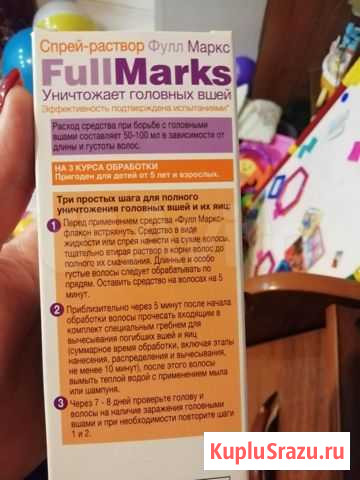 Спрей-раствор Фулл Маркс
FullMarks
Уничтожает головных вшей
Эффективность подтверждена испытаниями*
Расход средства при борьбе с головными
вшами составляет 50-100 мл в зависимости от
длины и густоты волос.
НА 3 КУРСА ОБРАБОТКИ
Пригоден для детей от 5 лет и взрослых.
Три простых шага для полного
уничтожения головных вшей и их яиц:
1 Перед применением средства «Фулл Маркс»
флакон встряхнуть. Средство в виде
жидкости или спрея нанести на сухие волосы,
тщательно втирая раствор в корни волос до
полного их смачивания. Длинные и особо
густые волосы следует обрабатывать по
прядям. Оставить средство на волосах на 5
минут.
2 Приблизительно через 5 минут после начала
обработки волосы прочесать входящим в
комплект специальным гребнем для
вычесывания погибших вшей и яиц
(суммарное время обработки, включая этапы
нанесения, распределения и вычесывания,
не менее 10 минут), после этого волосы
вымыть теплой водой с применением мыла
или шампуня.
3 Через 7 - 8 дней проверьте голову и
волосы на наличие заражения головными
вшами и при необходимости повторите шаги
1 и 2.
KupluSrazu.ru